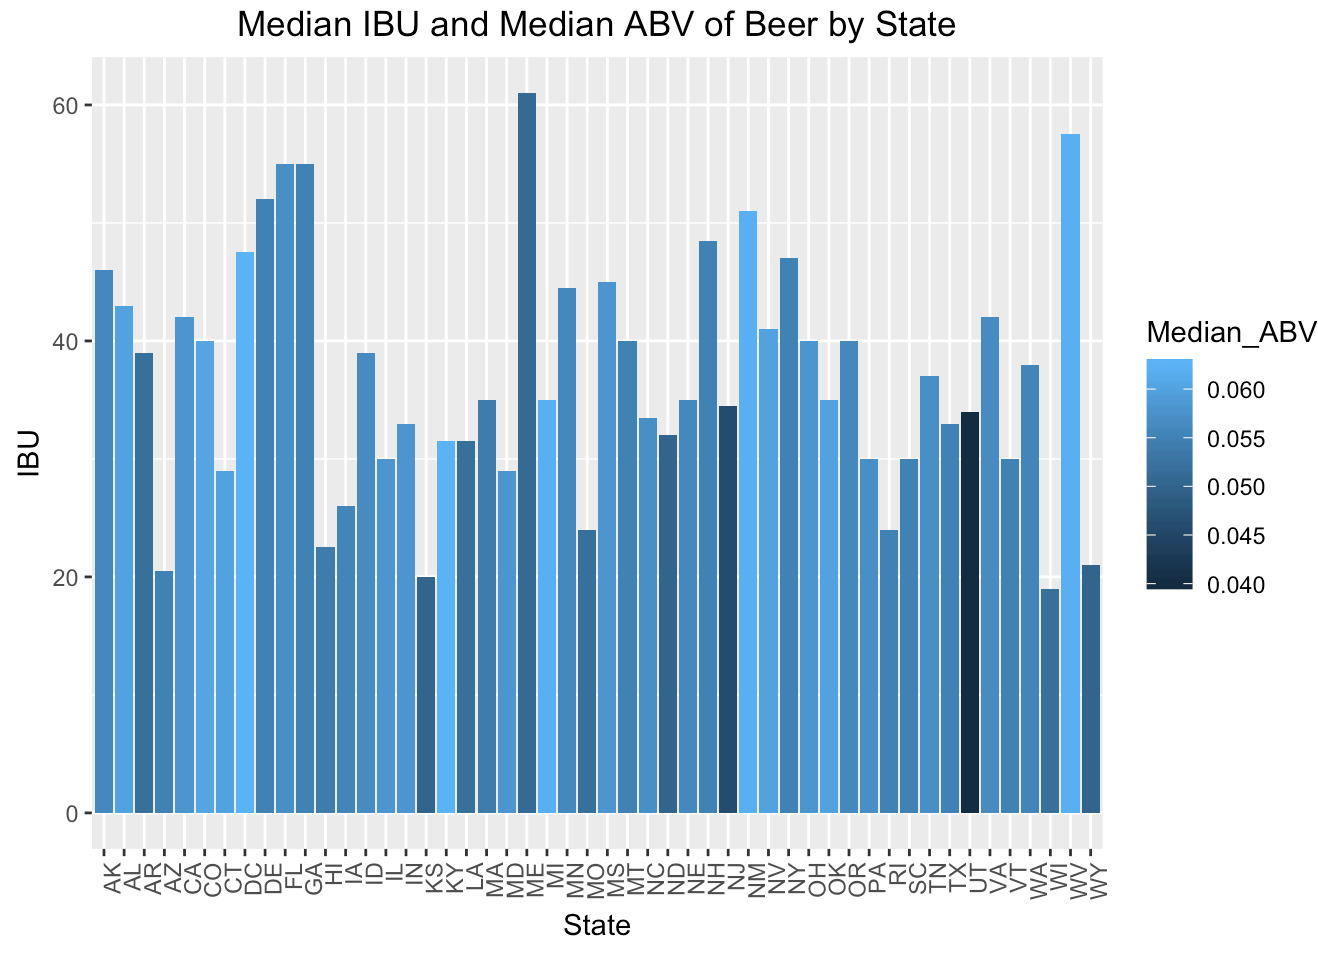 Median IBU and Median ABV of Beer by State
IBU
60
40
20
0
AK AL AR AZ CA CO CT DC DE FL GA HI IA ID IL IN KS KY LA MA MD ME MI MN MO MS MT NC ND NE NH NJ NM NV NY OH OK OR PA RI SC TN TX UT VA VT WA WI WV WY
State
Median_ABV
0.060
0.055
0.050
0.045
0.040